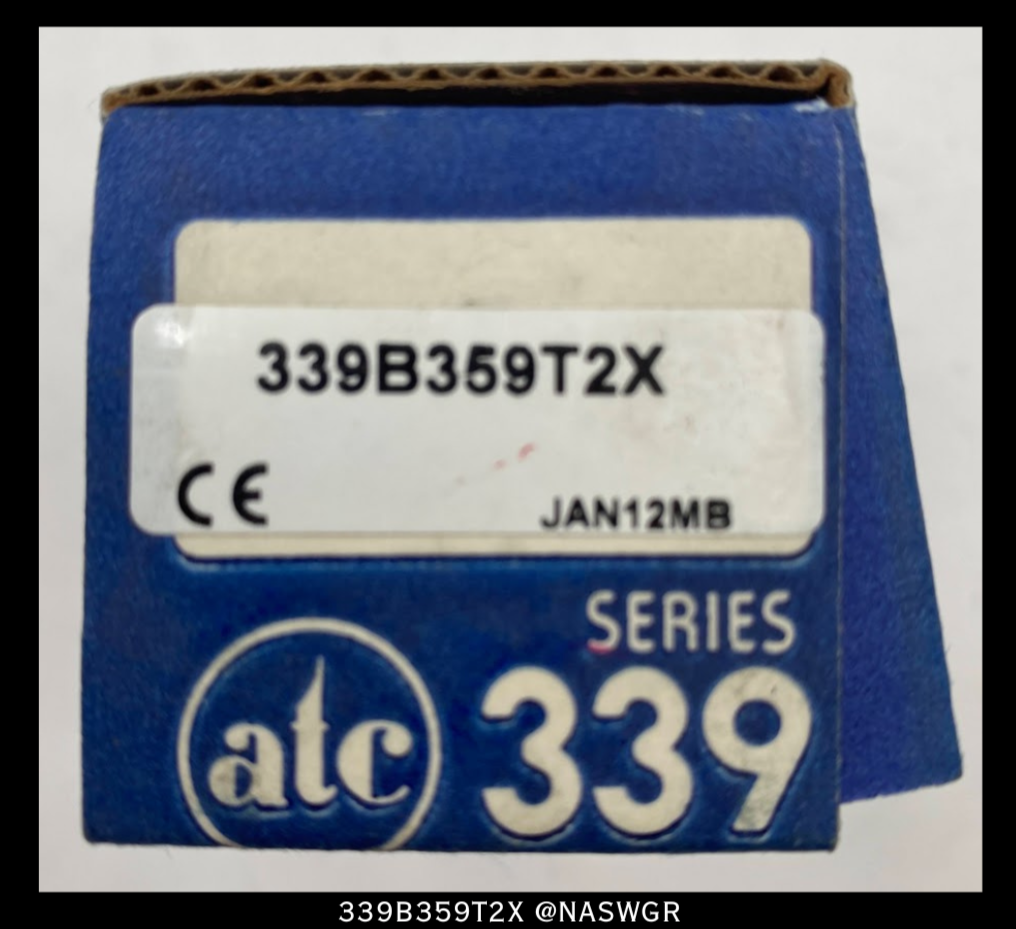 339B359T2X
CE
JAN12MB
SERIES
339
atc
339B359T2X @NASWGR